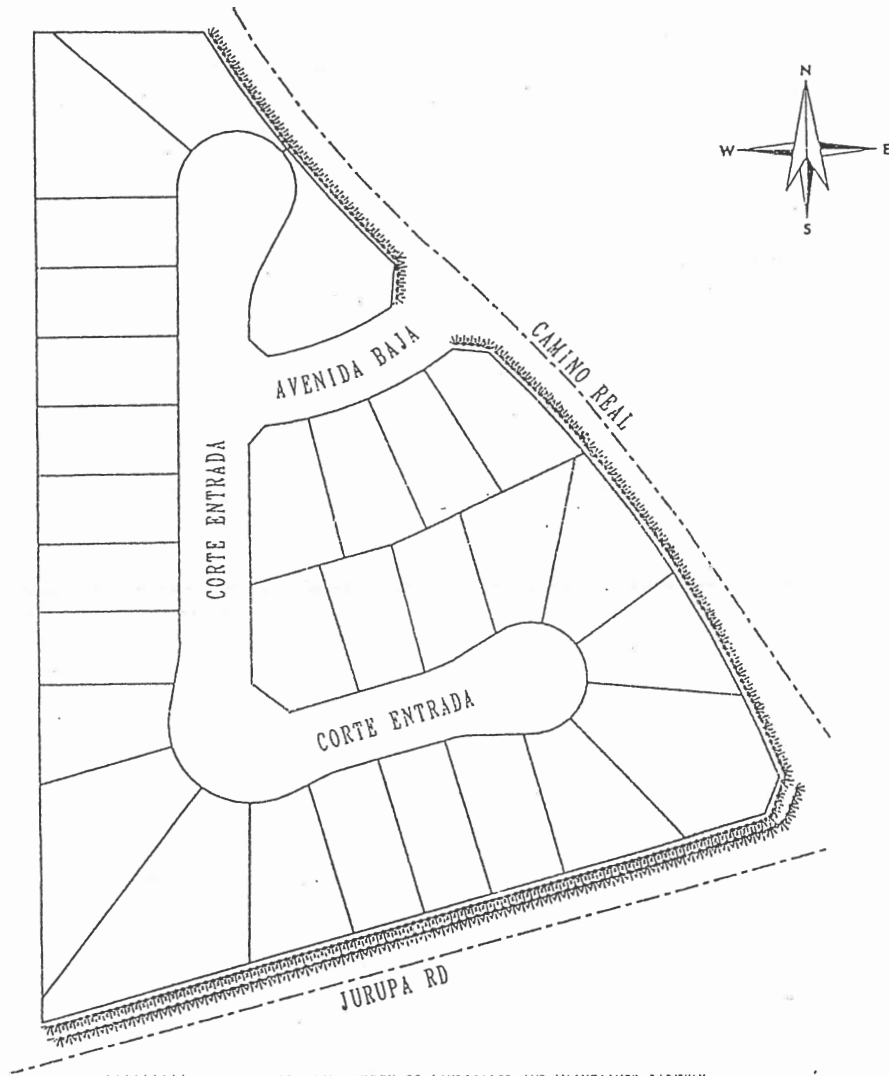 N
W E
S
CAMINO REAL
AVENIDA BAJA
CORTE ENTRADA
CORTE ENTRADA
JURUPA RD